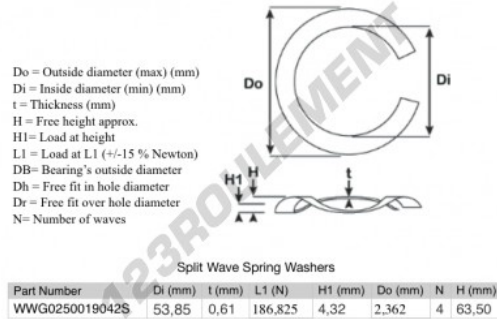 Do = Outside diameter (max) (mm)
Di = Inside diameter (min) (mm)
t = Thickness (mm)
H = Free height approx.
H1= Load at height
L1 = Load at L1 (+/-15 % Newton)
DB= Bearing's outside diameter
Dh = Free fit in hole diameter
Dr = Free fit over hole diameter
N= Number of waves
Do
Di
H1 H
t
123ROULEMENT
Split Wave Spring Washers
Part Number Di (mm) t (mm) L1 (N) H1 (mm) Do (mm) N H (mm)
WWG0250019042S 53,85 0,61 186,825 4,32 2,362 4 63,50